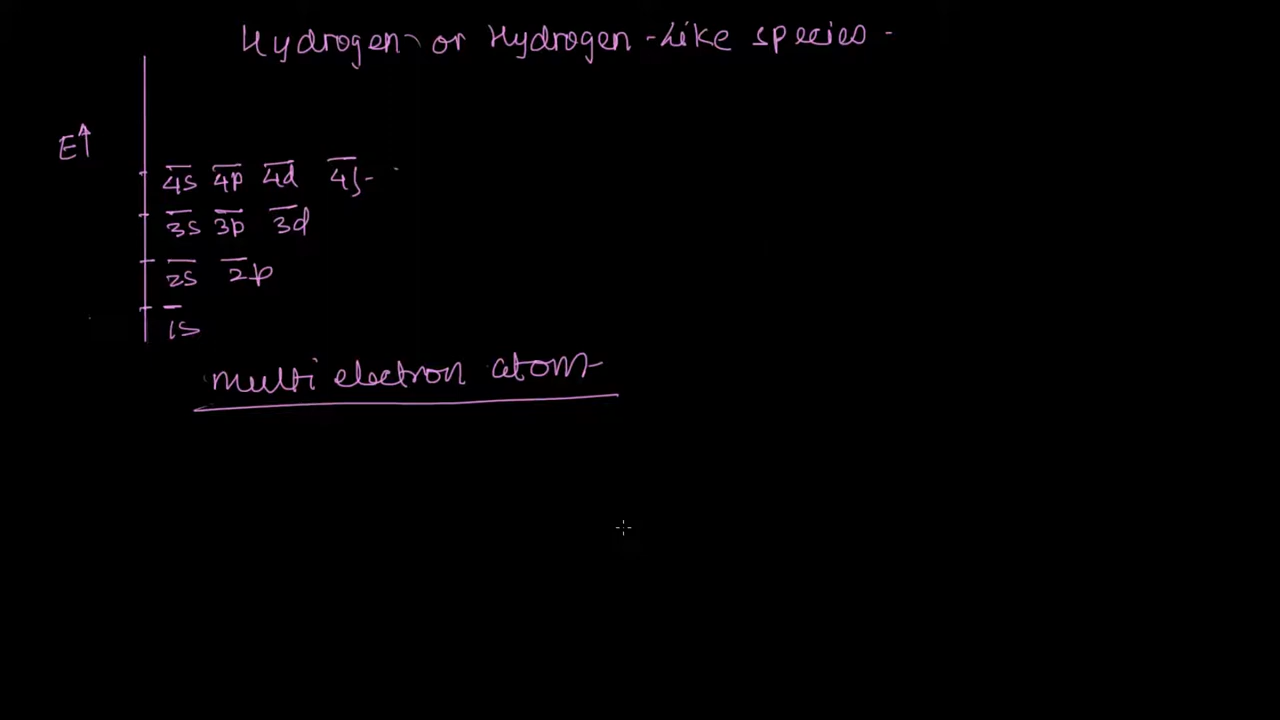 Hydrogen or Hydrogen-Like species -
E↑
4s 4p 4d 4f
3s 3p 3d
2s 2p
1s
multi electron atom